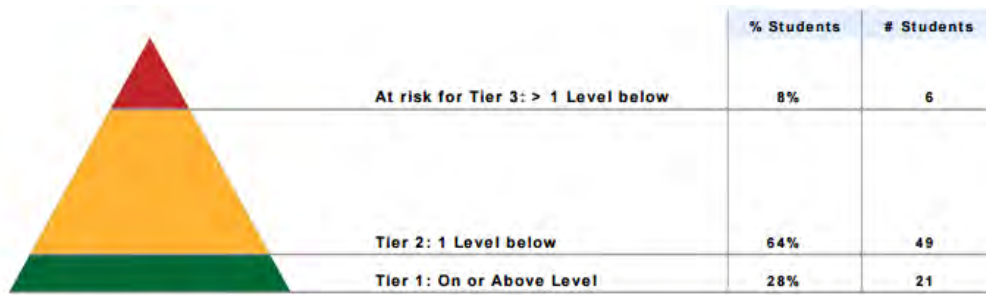 % Students # Students
At risk for Tier 3: > 1 Level below 8% 6
Tier 2: 1 Level below 64% 49
Tier 1: On or Above Level 28% 21